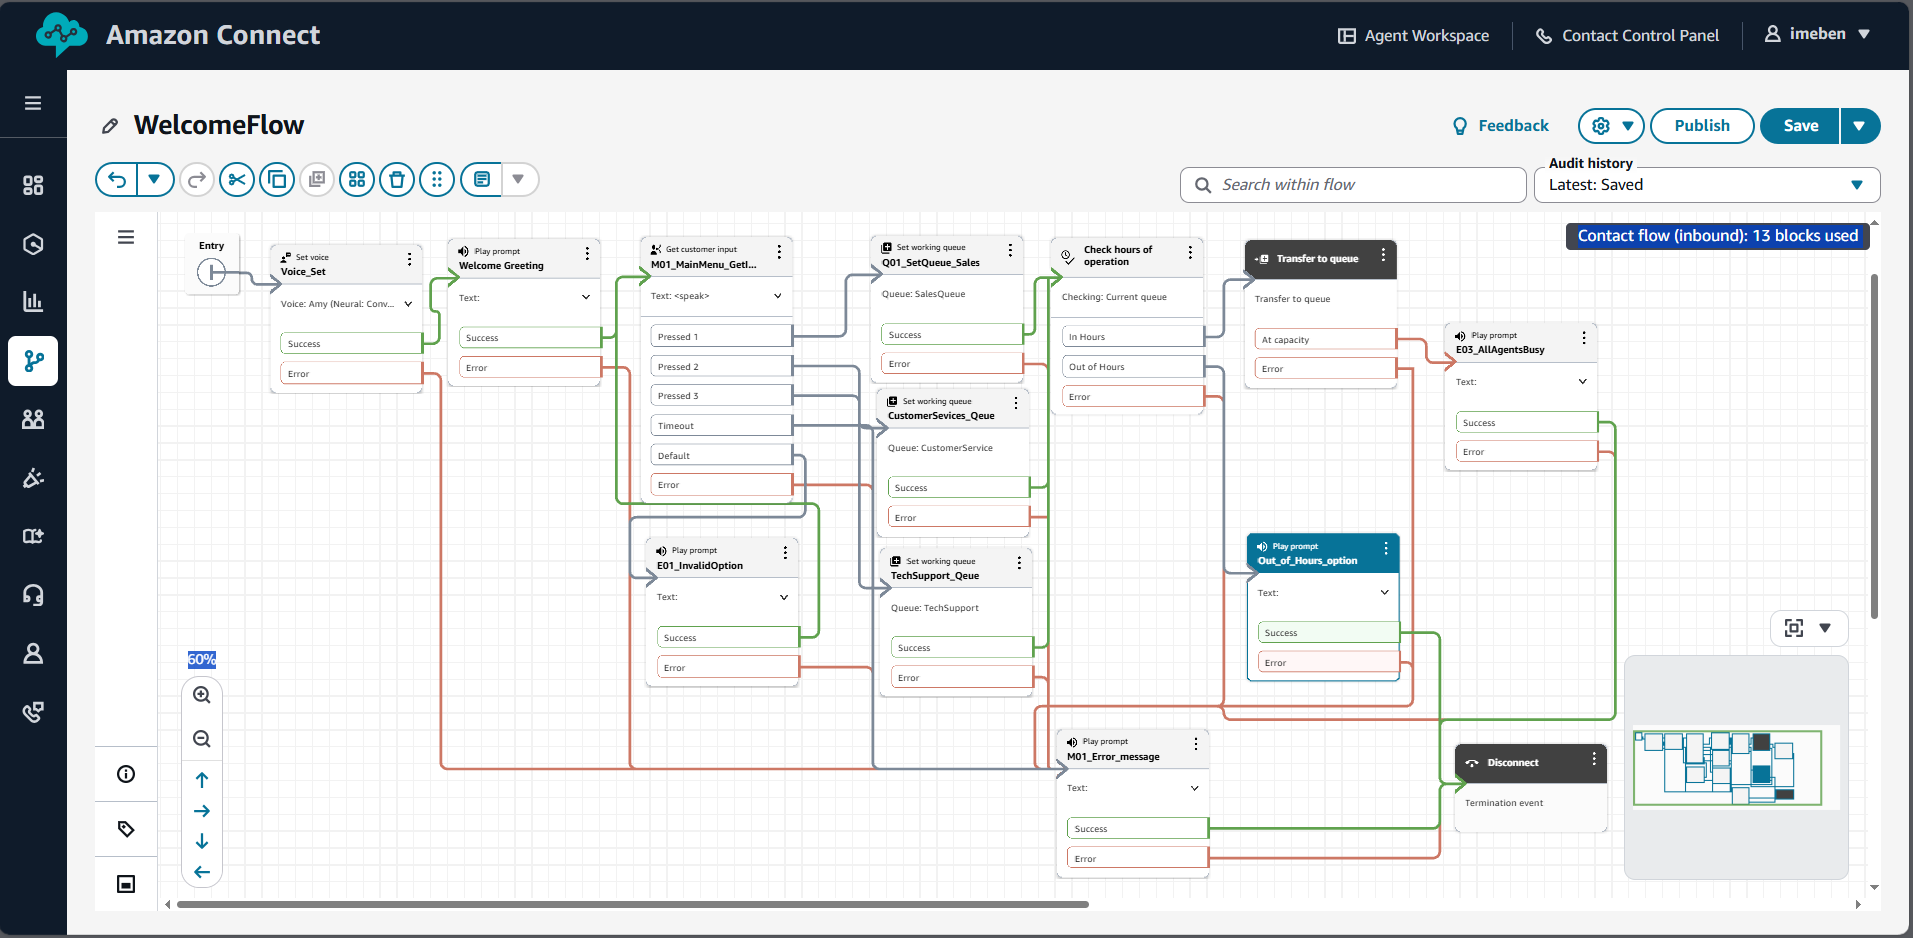 Amazon Connect
Agent Workspace
Contact Control Panel
imeben
WelcomeFlow
Feedback
Publish
Save
Search within flow
Audit history
Latest: Saved
Contact flow (inbound): 13 blocks used
Entry
Set voice
Voice_Set
Voice: Amy (Neural: Conv...
Success
Error
Play prompt
Welcome Greeting
Text:
Success
Error
Get customer input
M01_MainMenu_GetI...
Text: <speak>
Pressed 1
Pressed 2
Pressed 3
Timeout
Default
Error
Play prompt
E01_InvalidOption
Text:
Success
Error
Set working queue
Q01_SetQueue_Sales
Queue: SalesQueue
Success
Error
Set working queue
CustomerSevices_Qeue
Queue: CustomerService
Success
Error
Set working queue
TechSupport_Qeue
Queue: TechSupport
Success
Error
Check hours of
operation
Checking: Current queue
In Hours
Out of Hours
Error
Transfer to queue
Transfer to queue
At capacity
Error
Play prompt
E03_AllAgentsBusy
Text:
Success
Error
Play prompt
Out_of_Hours_option
Text:
Success
Error
Play prompt
M01_Error_message
Text:
Success
Error
Disconnect
Termination event
60%